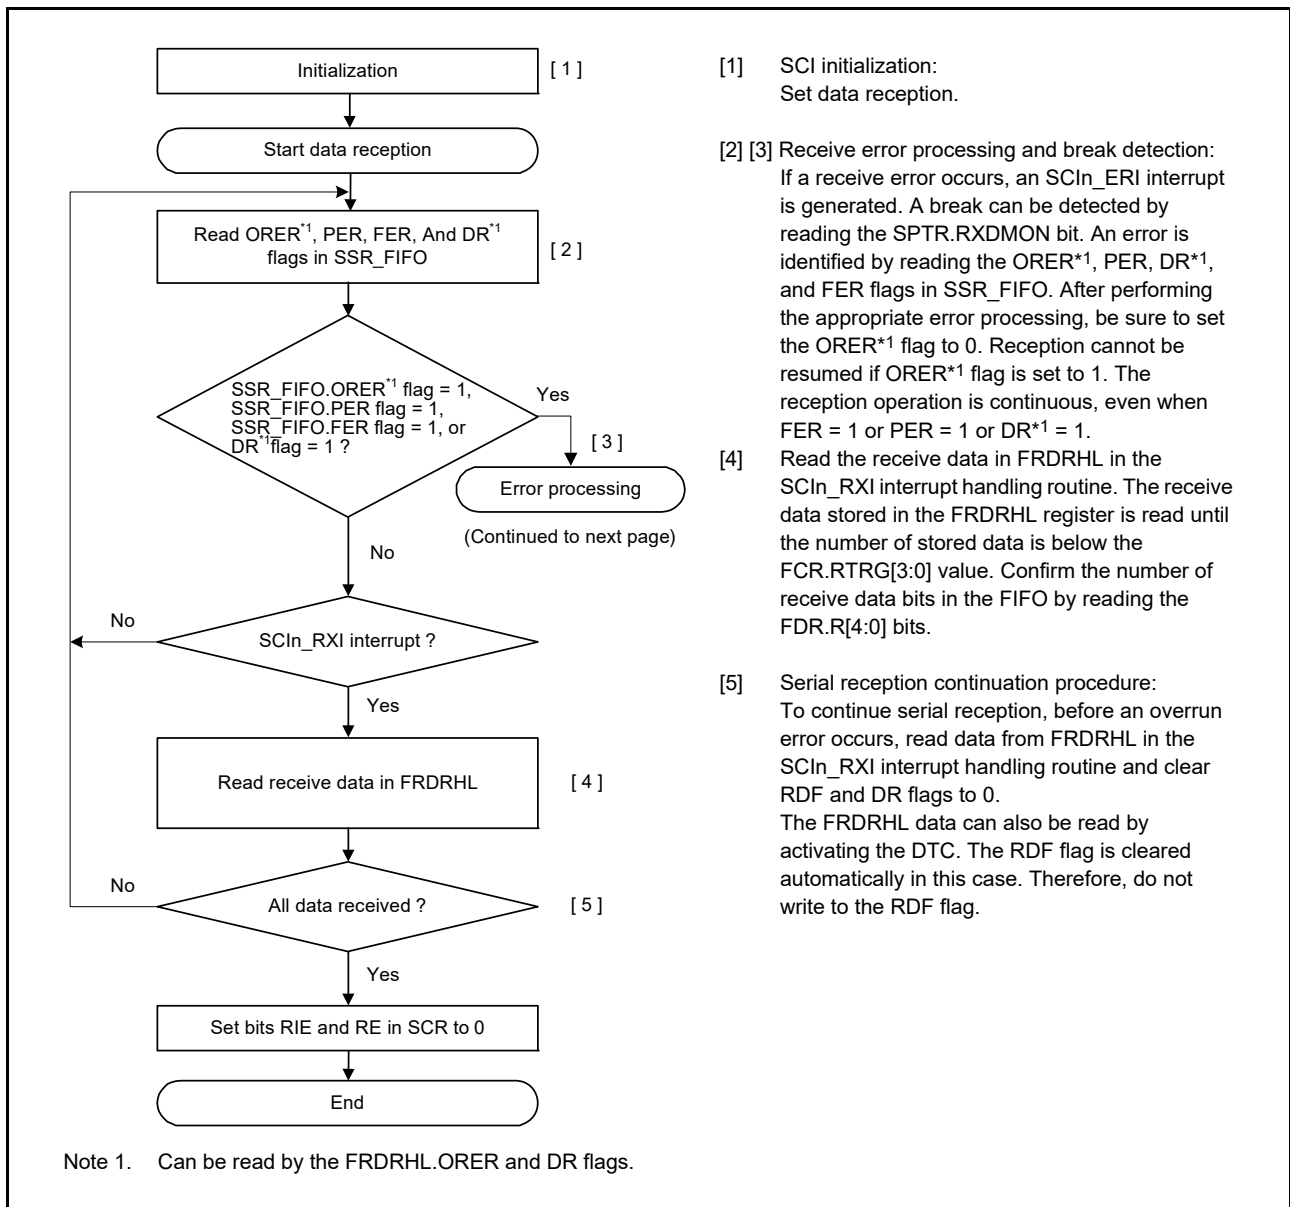 Initialization
[ 1 ]
Start data reception
Read ORER*1, PER, FER, And DR*1
flags in SSR_FIFO
[ 2 ]
SSR_FIFO.ORER*1 flag = 1,
SSR_FIFO.PER flag = 1,
SSR_FIFO.FER flag = 1, or
DR*1flag = 1 ?
Yes
[ 3 ]
Error processing
(Continued to next page)
No
SCIn_RXI interrupt ?
No
Yes
Read receive data in FRDRHL
[ 4 ]
All data received ?
No
[ 5 ]
Yes
Set bits RIE and RE in SCR to 0
End
[1] SCI initialization:
Set data reception.
[2] [3] Receive error processing and break detection:
If a receive error occurs, an SCIn_ERI interrupt
is generated. A break can be detected by
reading the SPTR.RXDMON bit. An error is
identified by reading the ORER*1, PER, DR*1,
and FER flags in SSR_FIFO. After performing
the appropriate error processing, be sure to set
the ORER*1 flag to 0. Reception cannot be
resumed if ORER*1 flag is set to 1. The
reception operation is continuous, even when
FER = 1 or PER = 1 or DR*1 = 1.
[4] Read the receive data in FRDRHL in the
SCIn_RXI interrupt handling routine. The receive
data stored in the FRDRHL register is read until
the number of stored data is below the
FCR.RTRG[3:0] value. Confirm the number of
receive data bits in the FIFO by reading the
FDR.R[4:0] bits.
[5] Serial reception continuation procedure:
To continue serial reception, before an overrun
error occurs, read data from FRDRHL in the
SCIn_RXI interrupt handling routine and clear
RDF and DR flags to 0.
The FRDRHL data can also be read by
activating the DTC. The RDF flag is cleared
automatically in this case. Therefore, do not
write to the RDF flag.
Note 1. Can be read by the FRDRHL.ORER and DR flags.